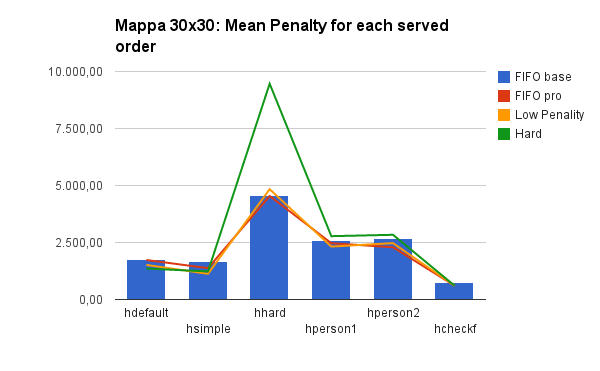 Mappa 30x30: Mean Penalty for each served
order
10.000,00
7.500,00
5.000,00
2.500,00
0,00
hdefault
hsimple
hhard
hperson1
hperson2
hcheckf
FIFO base
FIFO pro
Low Penality
Hard